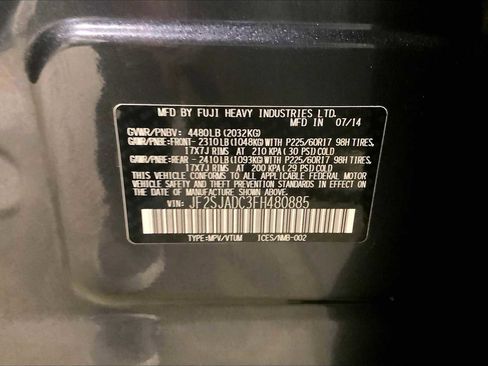 MFD BY FUJI HEAVY INDUSTRIES LTD.
MFD IN 07/14
GVWR/PNBV: 4480LB (2032KG)
GAWR/PNBE:FRONT- 2310LB(1048KG)WITH P225/60R17 98H TIRES,
17X7J RIMS AT 210 KPA(30 PSI)COLD
GAWR/PNBE:REAR - 2410LB(1093KG)WITH P225/60R17 98H TIRES,
17X7J RIMS AT 200 KPA(29 PSI)COLD
THIS VEHICLE CONFORMS TO ALL APPLICABLE FEDERAL MOTOR
VEHICLE SAFETY AND THEFT PREVENTION STANDARDS IN EFFECT ON
THE DATE OF MANUFACTURE SHOWN ABOVE.
VIN: JF2SJADC3FH480885
TYPE:MPV/VTUM ICES/NMB-002